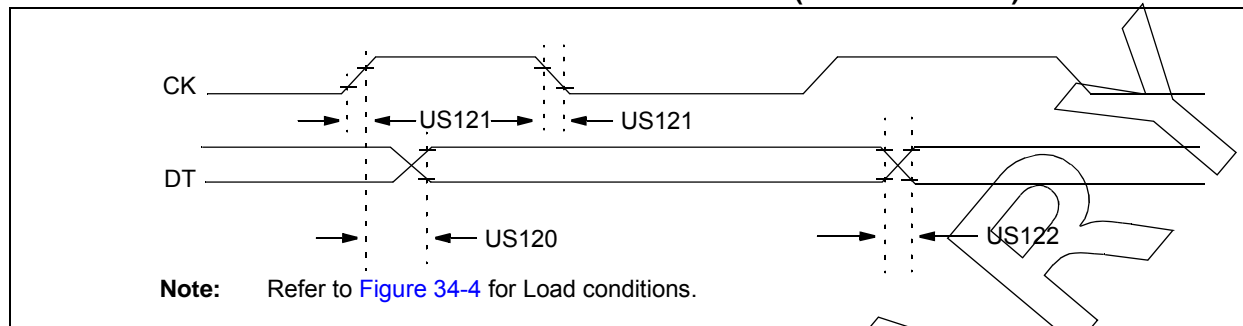 CK
US121 US121
DT
US120 US122
Note: Refer to Figure 34-4 for Load conditions.